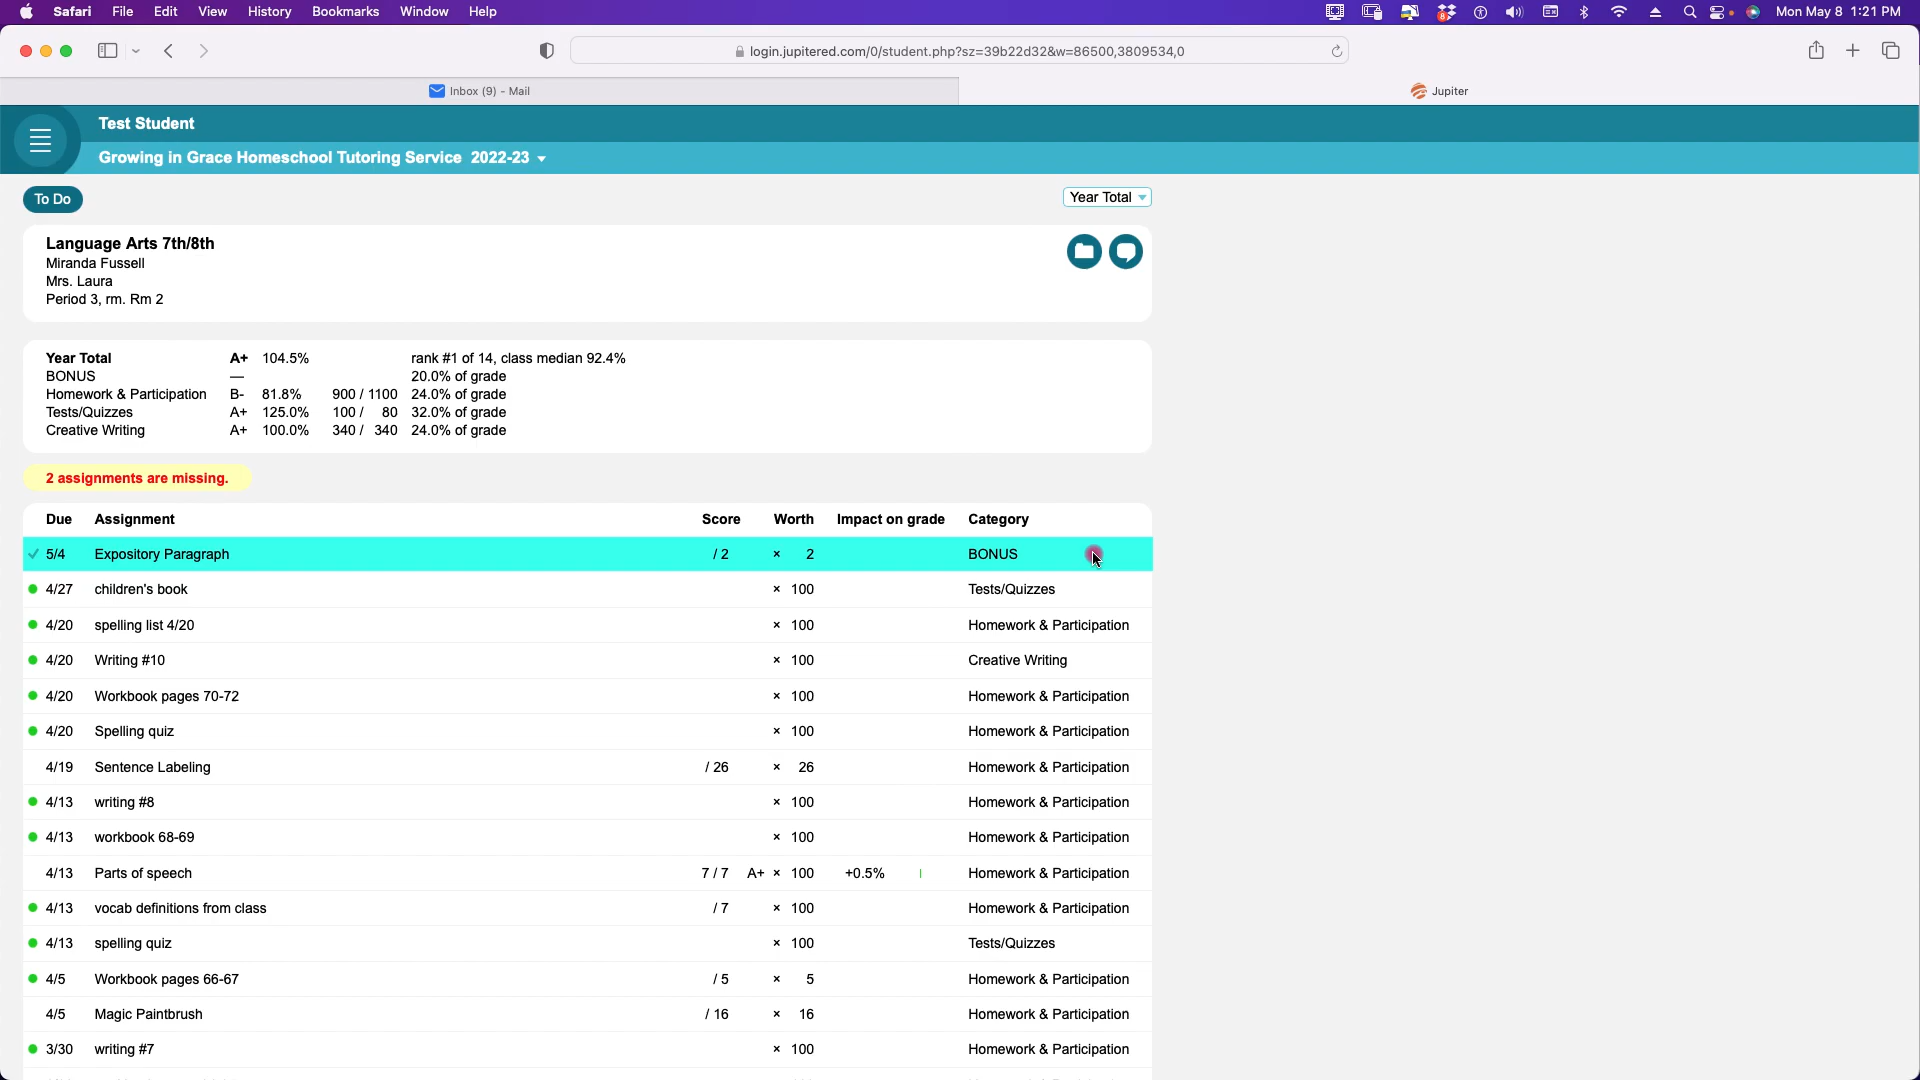 Safari File Edit View History Bookmarks Window Help
8
Mon May 8 1:21 PM
login.jupitered.com/0/student.php?sz=39b22d32&w=86500,3809534,0
Inbox (9) - Mail
Jupiter
Test Student
Growing in Grace Homeschool Tutoring Service 2022-23
To Do
Year Total
Language Arts 7th/8th
Miranda Fussell
Mrs. Laura
Period 3, rm. Rm 2
Year Total A+ 104.5% rank #1 of 14, class median 92.4%
BONUS — 20.0% of grade
Homework & Participation B- 81.8% 900 / 1100 24.0% of grade
Tests/Quizzes A+ 125.0% 100 / 80 32.0% of grade
Creative Writing A+ 100.0% 340 / 340 24.0% of grade
2 assignments are missing.
Due Assignment Score Worth Impact on grade Category
✓ 5/4 Expository Paragraph / 2 × 2 BONUS
4/27 children's book × 100 Tests/Quizzes
4/20 spelling list 4/20 × 100 Homework & Participation
4/20 Writing #10 × 100 Creative Writing
4/20 Workbook pages 70-72 × 100 Homework & Participation
4/20 Spelling quiz × 100 Homework & Participation
4/19 Sentence Labeling / 26 × 26 Homework & Participation
4/13 writing #8 × 100 Homework & Participation
4/13 workbook 68-69 × 100 Homework & Participation
4/13 Parts of speech 7 / 7 A+ × 100 +0.5% Homework & Participation
4/13 vocab definitions from class / 7 × 100 Homework & Participation
4/13 spelling quiz × 100 Tests/Quizzes
4/5 Workbook pages 66-67 / 5 × 5 Homework & Participation
4/5 Magic Paintbrush / 16 × 16 Homework & Participation
3/30 writing #7 × 100 Homework & Participation